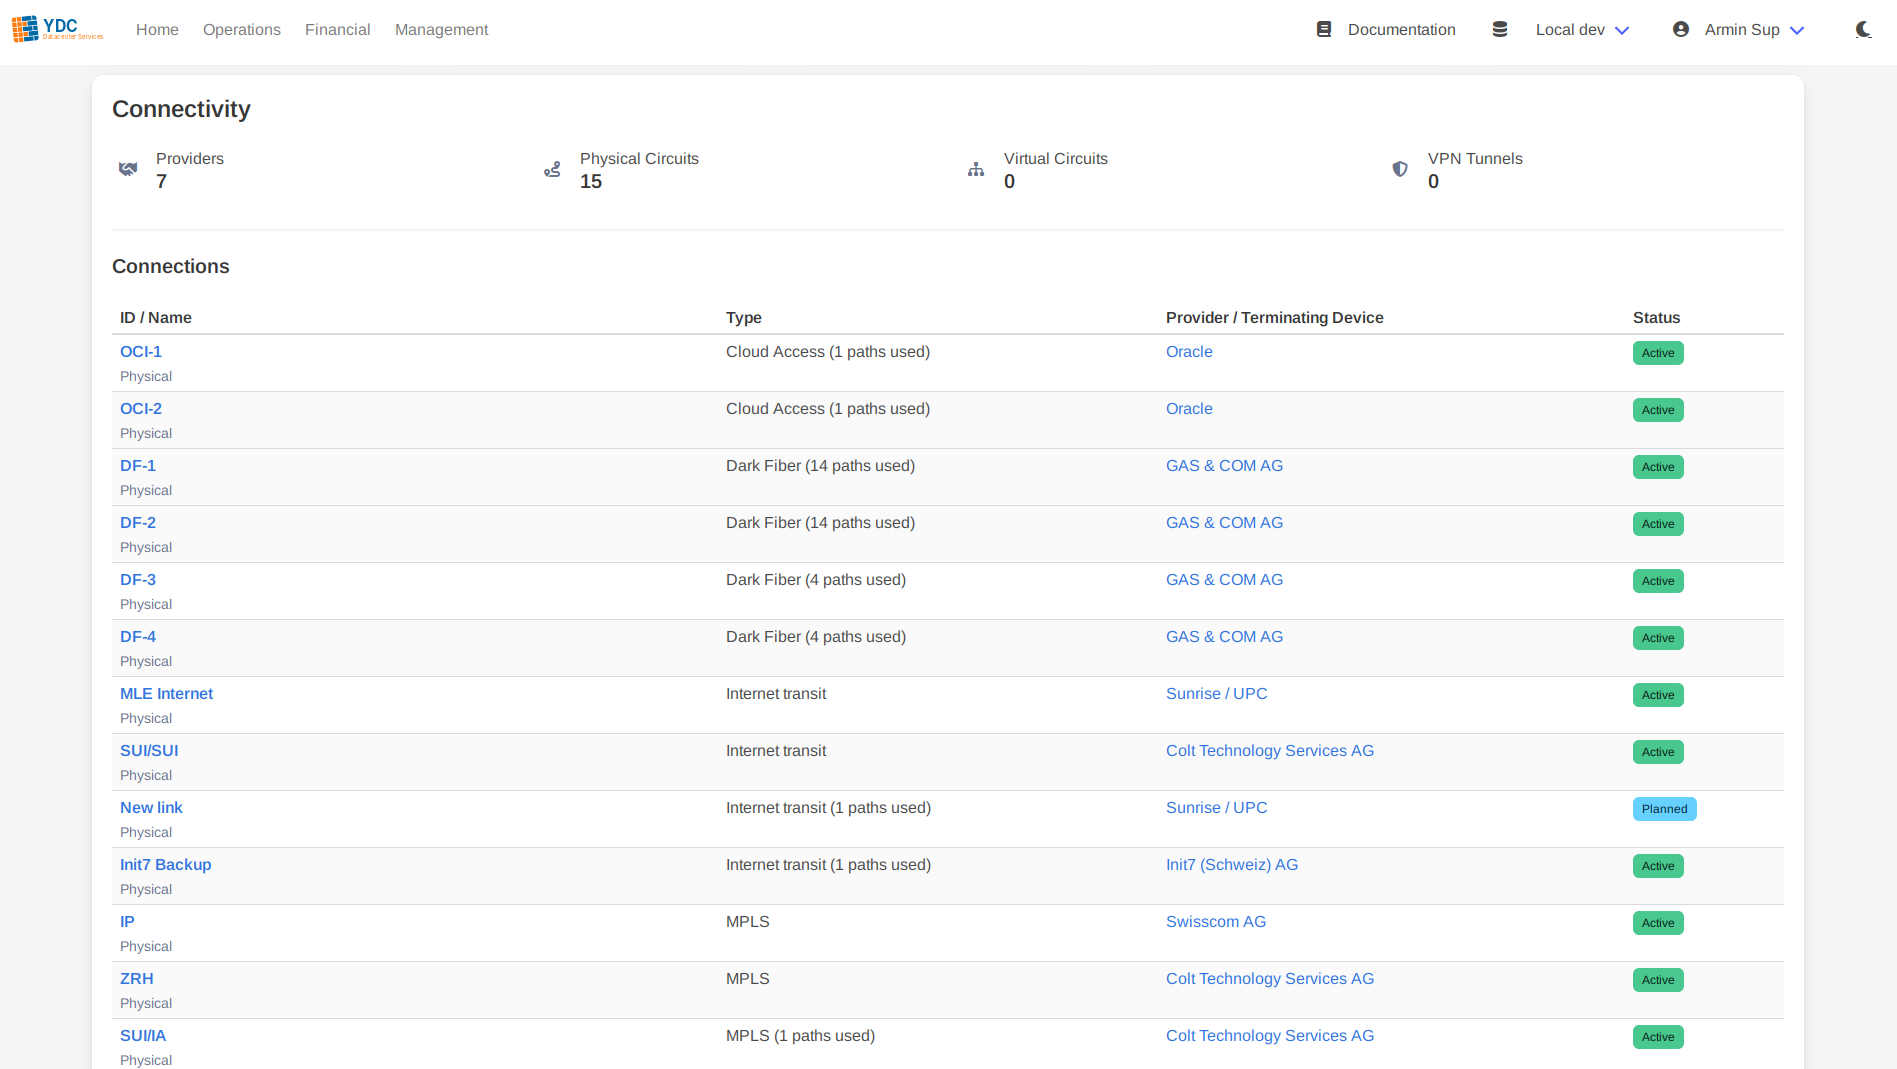 YDC
Datacenter Services
Home Operations Financial Management
Documentation Local dev Armin Sup
Connectivity
Providers Physical Circuits Virtual Circuits VPN Tunnels
7 15 0 0
Connections
ID / Name Type Provider / Terminating Device Status
OCI-1 Cloud Access (1 paths used) Oracle Active
Physical
OCI-2 Cloud Access (1 paths used) Oracle Active
Physical
DF-1 Dark Fiber (14 paths used) GAS & COM AG Active
Physical
DF-2 Dark Fiber (14 paths used) GAS & COM AG Active
Physical
DF-3 Dark Fiber (4 paths used) GAS & COM AG Active
Physical
DF-4 Dark Fiber (4 paths used) GAS & COM AG Active
Physical
MLE Internet Internet transit Sunrise / UPC Active
Physical
SUI/SUI Internet transit Colt Technology Services AG Active
Physical
New link Internet transit (1 paths used) Sunrise / UPC Planned
Physical
Init7 Backup Internet transit (1 paths used) Init7 (Schweiz) AG Active
Physical
IP MPLS Swisscom AG Active
Physical
ZRH MPLS Colt Technology Services AG Active
Physical
SUI/IA MPLS (1 paths used) Colt Technology Services AG Active
Physical